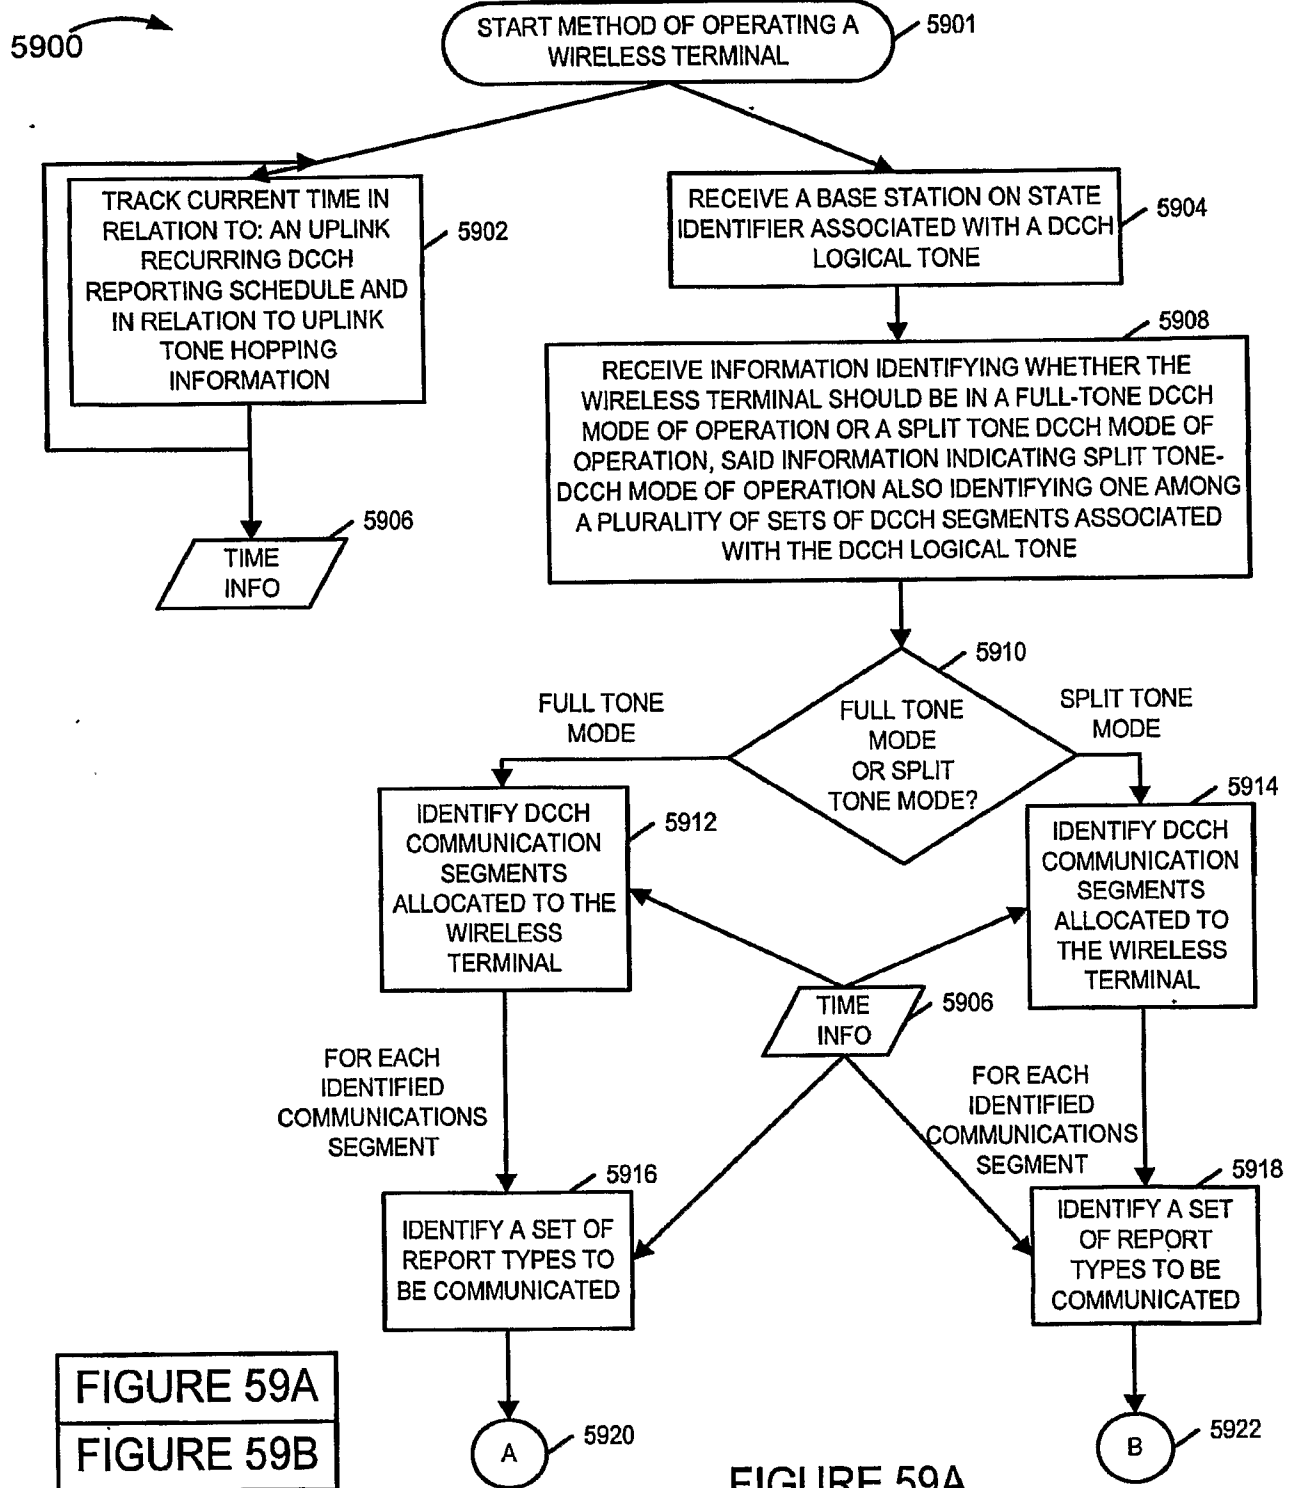 5900
START METHOD OF OPERATING A
WIRELESS TERMINAL
5901
TRACK CURRENT TIME IN
RELATION TO: AN UPLINK
RECURRING DCCH
REPORTING SCHEDULE AND
IN RELATION TO UPLINK
TONE HOPPING
INFORMATION
5902
RECEIVE A BASE STATION ON STATE
IDENTIFIER ASSOCIATED WITH A DCCH
LOGICAL TONE
5904
TIME
INFO
5906
RECEIVE INFORMATION IDENTIFYING WHETHER THE
WIRELESS TERMINAL SHOULD BE IN A FULL-TONE DCCH
MODE OF OPERATION OR A SPLIT TONE DCCH MODE OF
OPERATION, SAID INFORMATION INDICATING SPLIT TONE-
DCCH MODE OF OPERATION ALSO IDENTIFYING ONE AMONG
A PLURALITY OF SETS OF DCCH SEGMENTS ASSOCIATED
WITH THE DCCH LOGICAL TONE
5908
FULL TONE
MODE
OR SPLIT
TONE MODE?
5910
FULL TONE
MODE
SPLIT TONE
MODE
IDENTIFY DCCH
COMMUNICATION
SEGMENTS
ALLOCATED TO THE
WIRELESS
TERMINAL
5912
IDENTIFY DCCH
COMMUNICATION
SEGMENTS
ALLOCATED TO
THE WIRELESS
TERMINAL
5914
TIME
INFO
5906
FOR EACH
IDENTIFIED
COMMUNICATIONS
SEGMENT
FOR EACH
IDENTIFIED
COMMUNICATIONS
SEGMENT
IDENTIFY A SET OF
REPORT TYPES TO
BE COMMUNICATED
5916
IDENTIFY A SET
OF REPORT
TYPES TO BE
COMMUNICATED
5918
A
5920
B
5922
FIGURE 59A
FIGURE 59B
FIGURE 59A